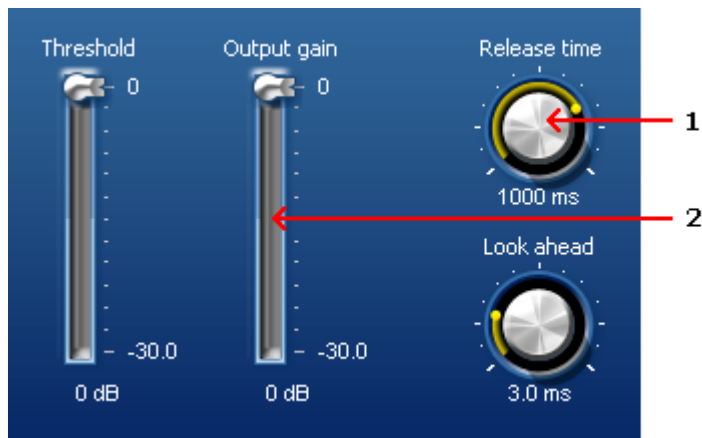 Threshold
Output gain
Release time
0
0
1
1000 ms
2
Look ahead
-30.0
-30.0
0 dB
0 dB
3.0 ms